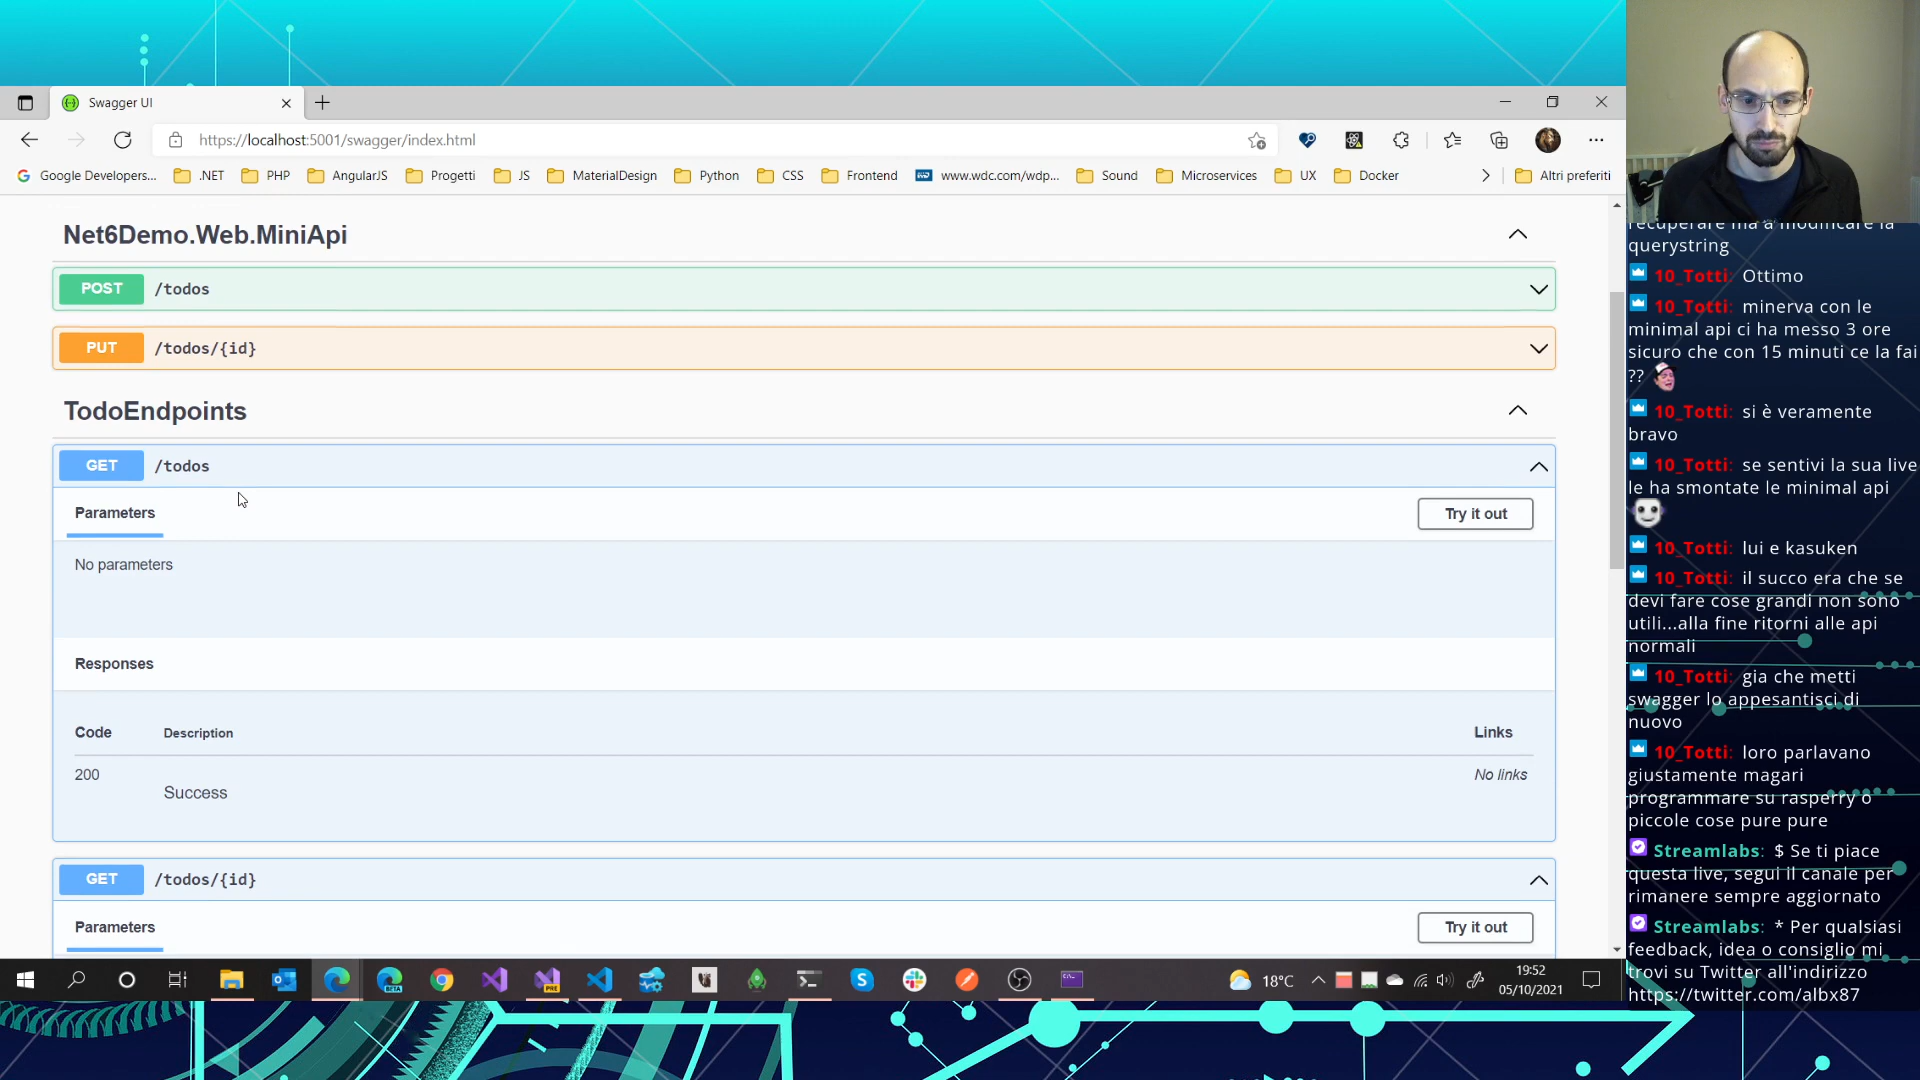 Swagger UI
https://localhost:5001/swagger/index.html
Google Developers...
.NET
PHP
AngularJS
Progetti
JS
MaterialDesign
Python
CSS
Frontend
www.wdc.com/wdp...
Sound
Microservices
UX
Docker
Altri preferiti
Net6Demo.Web.MiniApi
POST /todos
PUT /todos/{id}
TodoEndpoints
GET /todos
Parameters
Try it out
No parameters
Responses
Code Description Links
200 No links
Success
GET /todos/{id}
Parameters
Try it out
BETA
PRE
18°C
19:52
05/10/2021
recuperare ma a modificare la
querystring
10_Totti: Ottimo
10_Totti: minerva con le
minimal api ci ha messo 3 ore
sicuro che con 15 minuti ce la fai
??
10_Totti: si è veramente
bravo
10_Totti: se sentivi la sua live
le ha smontate le minimal api
10_Totti: lui e kasuken
10_Totti: il succo era che se
devi fare cose grandi non sono
utili...alla fine ritorni alle api
normali
10_Totti: gia che metti
swagger lo appesantisci di
nuovo
10_Totti: loro parlavano
giustamente magari
programmare su rasperry o
piccole cose pure pure
Streamlabs: $ Se ti piace
questa live, segui il canale per
rimanere sempre aggiornato
Streamlabs: * Per qualsiasi
feedback, idea o consiglio mi
trovi su Twitter all'indirizzo
https://twitter.com/albx87